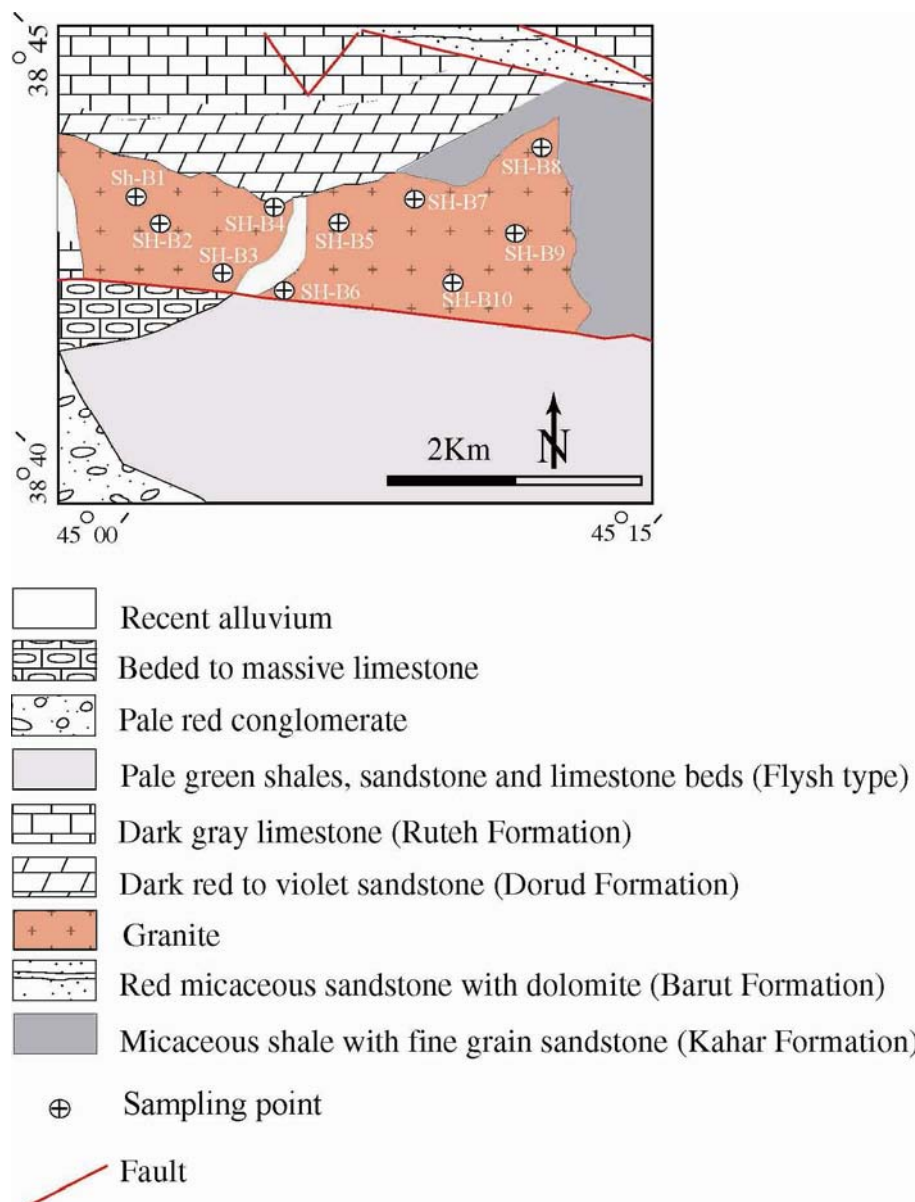 38° 45′
Sh-B1
SH-B2
SH-B3
SH-B4
SH-B5
SH-B6
SH-B7
SH-B8
SH-B9
SH-B10
2Km
N
38° 40′
45° 00′
45° 15′
Recent alluvium
Beded to massive limestone
Pale red conglomerate
Pale green shales, sandstone and limestone beds (Flysh type)
Dark gray limestone (Ruteh Formation)
Dark red to violet sandstone (Dorud Formation)
Granite
Red micaceous sandstone with dolomite (Barut Formation)
Micaceous shale with fine grain sandstone (Kahar Formation)
Sampling point
Fault